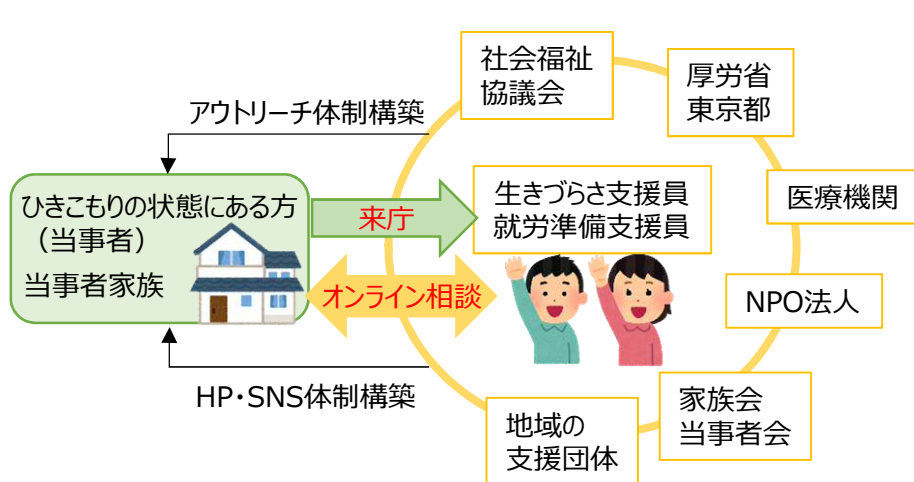 社会福祉
協議会
厚労省
東京都
アウトリーチ体制構築
ひきこもりの状態にある方
（当事者）
当事者家族
来庁
生きづらさ支援員
就労準備支援員
医療機関
オンライン相談
NPO法人
HP・SNS体制構築
家族会
当事者会
地域の
支援団体